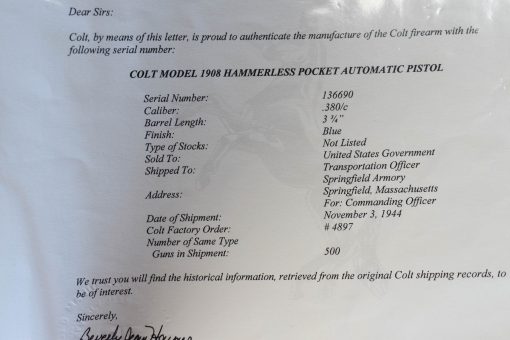 Dear Sirs:
Colt, by means of this letter, is proud to authenticate the manufacture of the Colt firearm with the
following serial number:
COLT MODEL 1908 HAMMERLESS POCKET AUTOMATIC PISTOL
Serial Number: 136690
Caliber: .380/c
Barrel Length: 3 ¾"
Finish: Blue
Type of Stocks: Not Listed
Sold To: United States Government
Shipped To: Transportation Officer
Springfield Armory
Address: Springfield, Massachusetts
For: Commanding Officer
Date of Shipment: November 3, 1944
Colt Factory Order: # 4897
Number of Same Type
Guns in Shipment: 500
We trust you will find the historical information, retrieved from the original Colt shipping records, to
be of interest.
Sincerely,
Beverly Jean Haynes